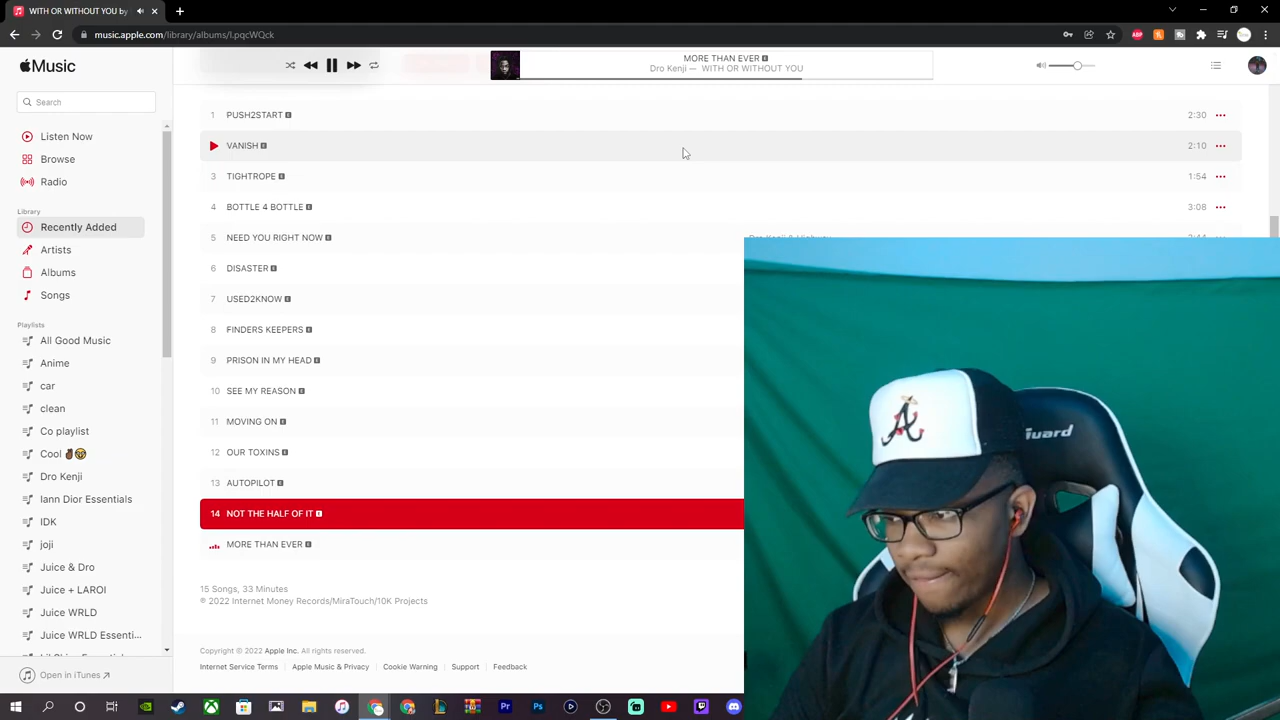 WITH OR WITHOUT YOU by
music.apple.com/library/albums/l.pqcWQck
ABP
Music
MORE THAN EVER E
Dro Kenji — WITH OR WITHOUT YOU
Search
Listen Now
Browse
Radio
Library
Recently Added
Artists
Albums
Songs
Playlists
All Good Music
Anime
car
clean
Co playlist
Cool ✌🏾🤓
Dro Kenji
Iann Dior Essentials
IDK
joji
Juice & Dro
Juice + LAROI
Juice WRLD
Juice WRLD Essenti...
Open in iTunes ↗
1 PUSH2START E 2:30
VANISH E 2:10
3 TIGHTROPE E 1:54
4 BOTTLE 4 BOTTLE E 3:08
5 NEED YOU RIGHT NOW E
6 DISASTER E
7 USED2KNOW E
8 FINDERS KEEPERS E
9 PRISON IN MY HEAD E
10 SEE MY REASON E
11 MOVING ON E
12 OUR TOXINS E
13 AUTOPILOT E
14 NOT THE HALF OF IT E
MORE THAN EVER E
15 Songs, 33 Minutes
℗ 2022 Internet Money Records/MiraTouch/10K Projects
Copyright © 2022 Apple Inc. All rights reserved.
Internet Service Terms | Apple Music & Privacy | Cookie Warning | Support | Feedback
A
Pr
Ps